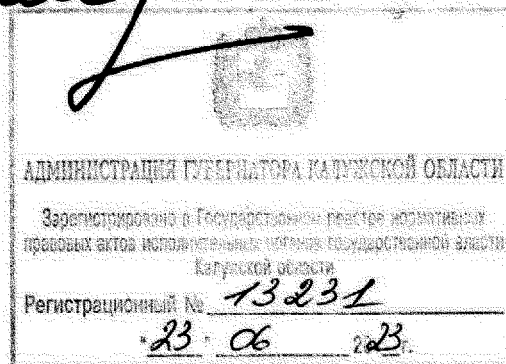 АДМИНИСТРАЦИЯ ГУБЕРНАТОРА КАЛУЖСКОЙ ОБЛАСТИ
Зарегистрировано в Государственном реестре нормативных
правовых актов исполнительных органов государственной власти
Калужской области
Регистрационный № 13231
"23" 06 2023г.